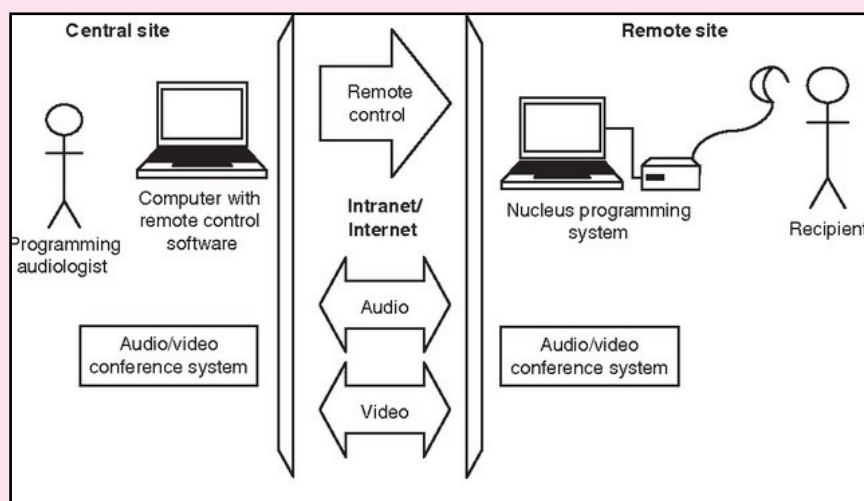 Central site
Remote site
Remote
control
Computer with
remote control
software
Programming
audiologist
Intranet/
Internet
Nucleus programming
system
Recipient
Audio
Audio/video
conference system
Audio/video
conference system
Video